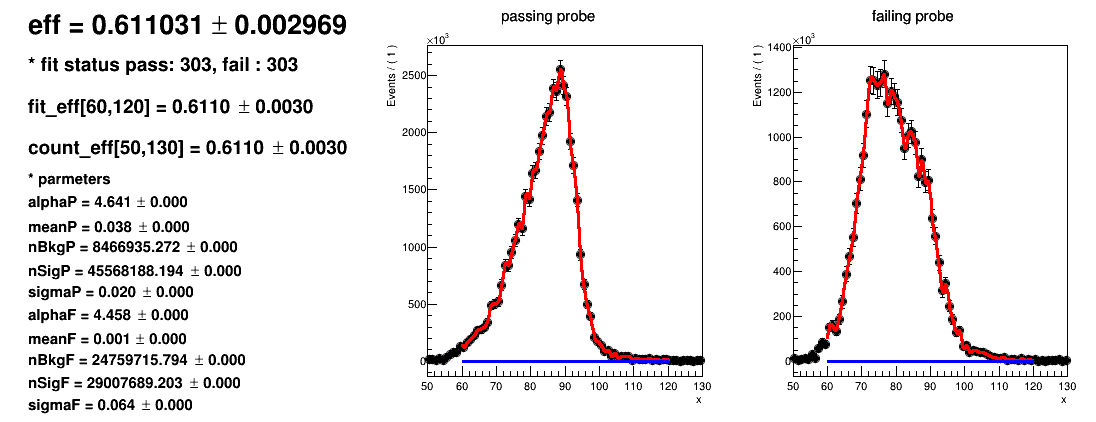 eff = 0.611031 ± 0.002969
* fit status pass: 303, fail : 303
fit_eff[60,120] = 0.6110 ± 0.0030
count_eff[50,130] = 0.6110 ± 0.0030
* parmeters
alphaP = 4.641 ± 0.000
meanP = 0.038 ± 0.000
nBkgP = 8466935.272 ± 0.000
nSigP = 45568188.194 ± 0.000
sigmaP = 0.020 ± 0.000
alphaF = 4.458 ± 0.000
meanF = 0.001 ± 0.000
nBkgF = 24759715.794 ± 0.000
nSigF = 29007689.203 ± 0.000
sigmaF = 0.064 ± 0.000
passing probe
×10³
Events / ( 1 )
2500
2000
1500
1000
500
0
50 60 70 80 90 100 110 120 130
x
failing probe
×10³
Events / ( 1 )
1400
1200
1000
800
600
400
200
0
50 60 70 80 90 100 110 120 130
x